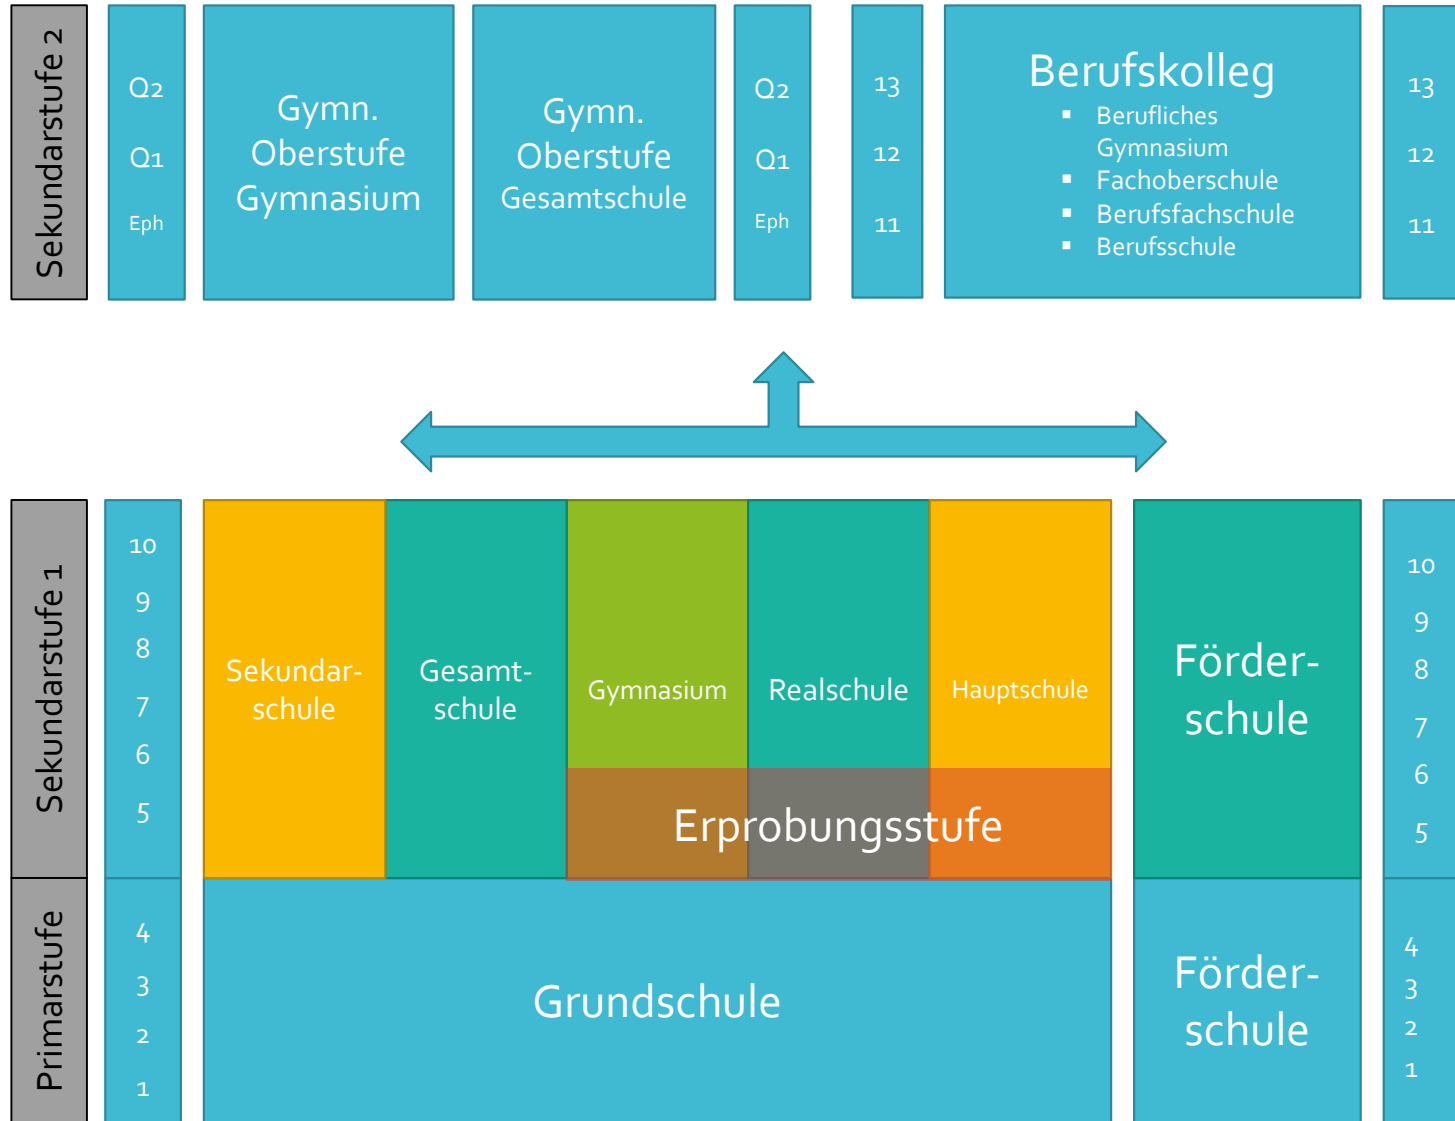 Sekundarstufe 2
Q2
Q1
Eph
Gymn.
Oberstufe
Gymnasium
Gymn.
Oberstufe
Gesamtschule
Q2
Q1
Eph
13
12
11
Berufskolleg
▪ Berufliches
Gymnasium
▪ Fachoberschule
▪ Berufsfachschule
▪ Berufsschule
13
12
11
Sekundarstufe 1
10
9
8
7
6
5
Sekundar-
schule
Gesamt-
schule
Gymnasium
Realschule
Hauptschule
Erprobungsstufe
Förder-
schule
10
9
8
7
6
5
Primarstufe
4
3
2
1
Grundschule
Förder-
schule
4
3
2
1